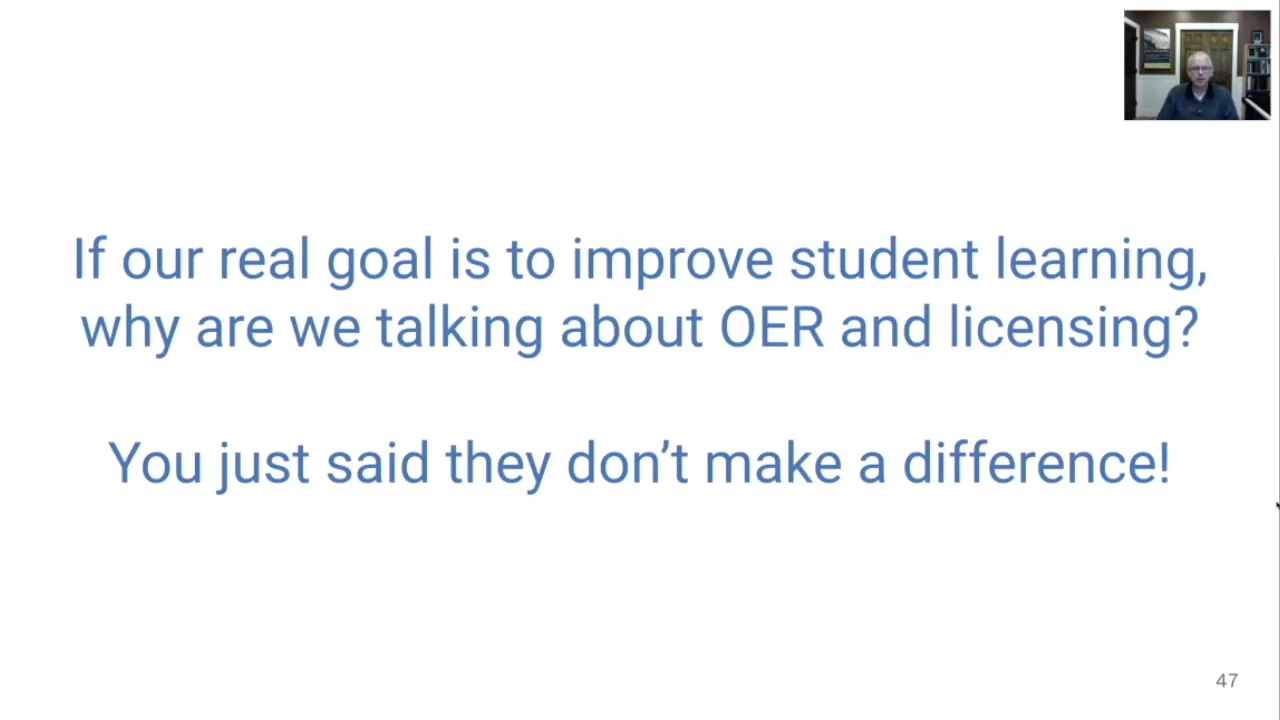 If our real goal is to improve student learning,
why are we talking about OER and licensing?
You just said they don’t make a difference!
47